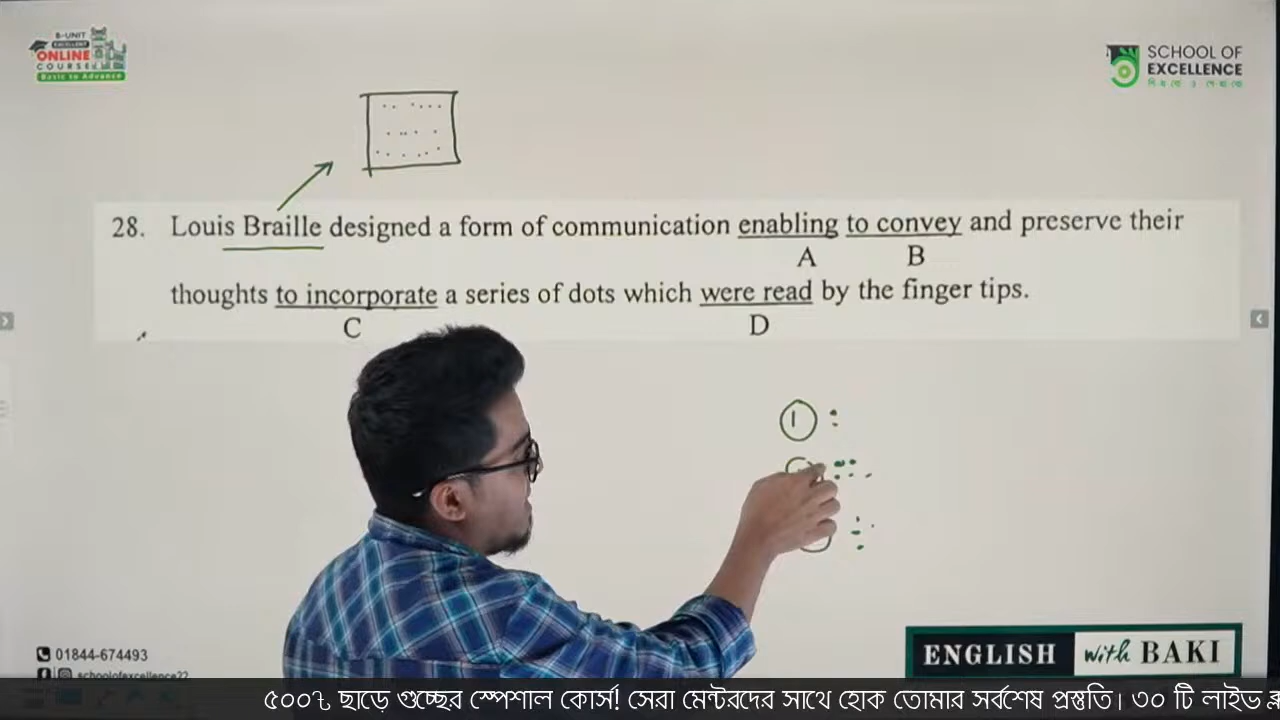 B-UNIT
EXCELLENT
ONLINE
COURSE
Basic to Advance
SCHOOL OF
EXCELLENCE
28. Louis Braille designed a form of communication enabling to convey and preserve their
A B
thoughts to incorporate a series of dots which were read by the finger tips.
C D
1
01844-674493
schoolofexcellence22
ENGLISH with BAKI
৫০০৳ ছাড়ে গুচ্ছের স্পেশাল কোর্স! সেরা মেন্টরদের সাথে হোক তোমার সর্বশেষ প্রস্তুতি। ৩০ টি লাইভ